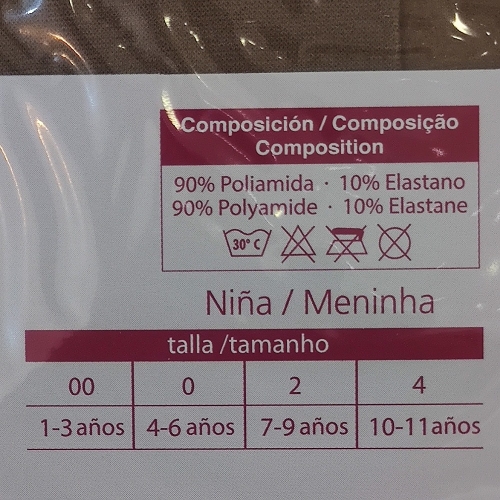 Composición / Composição
Composition
90% Poliamida · 10% Elastano
90% Polyamide · 10% Elastane
30° C
Niña / Meninha
talla /tamanho
00 0 2 4
1-3 años 4-6 años 7-9 años 10-11 años